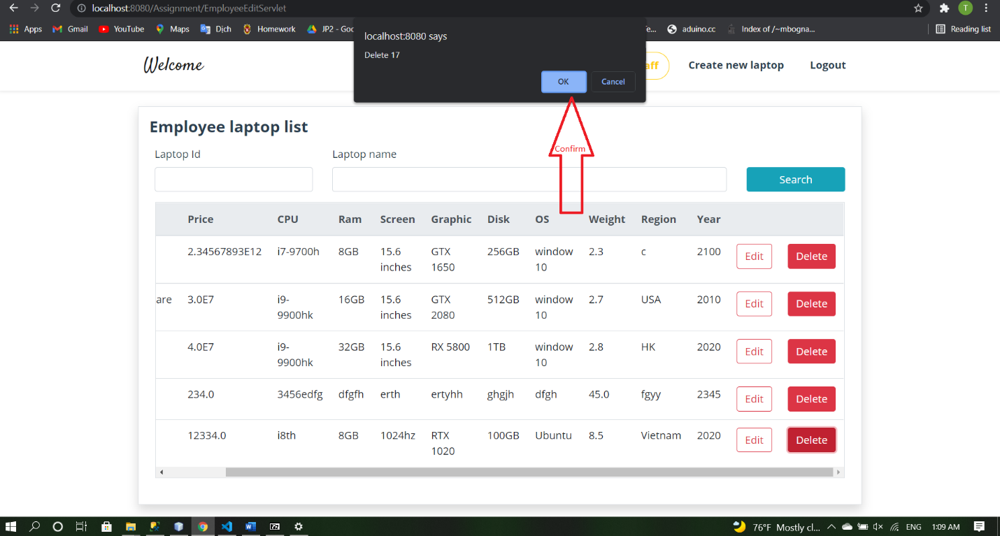 localhost:8080/Assignment/EmployeeEditServlet
T
Apps Gmail YouTube Maps Dịch Homework JP2 - Goo
e... aduino.cc Index of /~mbogna... Reading list
localhost:8080 says
Delete 17
OK Cancel
Welcome
aff Create new laptop Logout
Confirm
Employee laptop list
Laptop Id Laptop name
Search
Price CPU Ram Screen Graphic Disk OS Weight Region Year
2.34567893E12 i7-9700h 8GB 15.6 GTX 256GB window 2.3 c 2100 Edit Delete
inches 1650 10
are 3.0E7 i9- 16GB 15.6 GTX 512GB window 2.7 USA 2010 Edit Delete
9900hk inches 2080 10
4.0E7 i9- 32GB 15.6 RX 5800 1TB window 2.8 HK 2020 Edit Delete
9900hk inches 10
234.0 3456edfg dfgfh erth ertyhh ghgjh dfgh 45.0 fgyy 2345 Edit Delete
12334.0 i8th 8GB 1024hz RTX 100GB Ubuntu 8.5 Vietnam 2020 Edit Delete
1020
76°F Mostly cl... ENG 1:09 AM